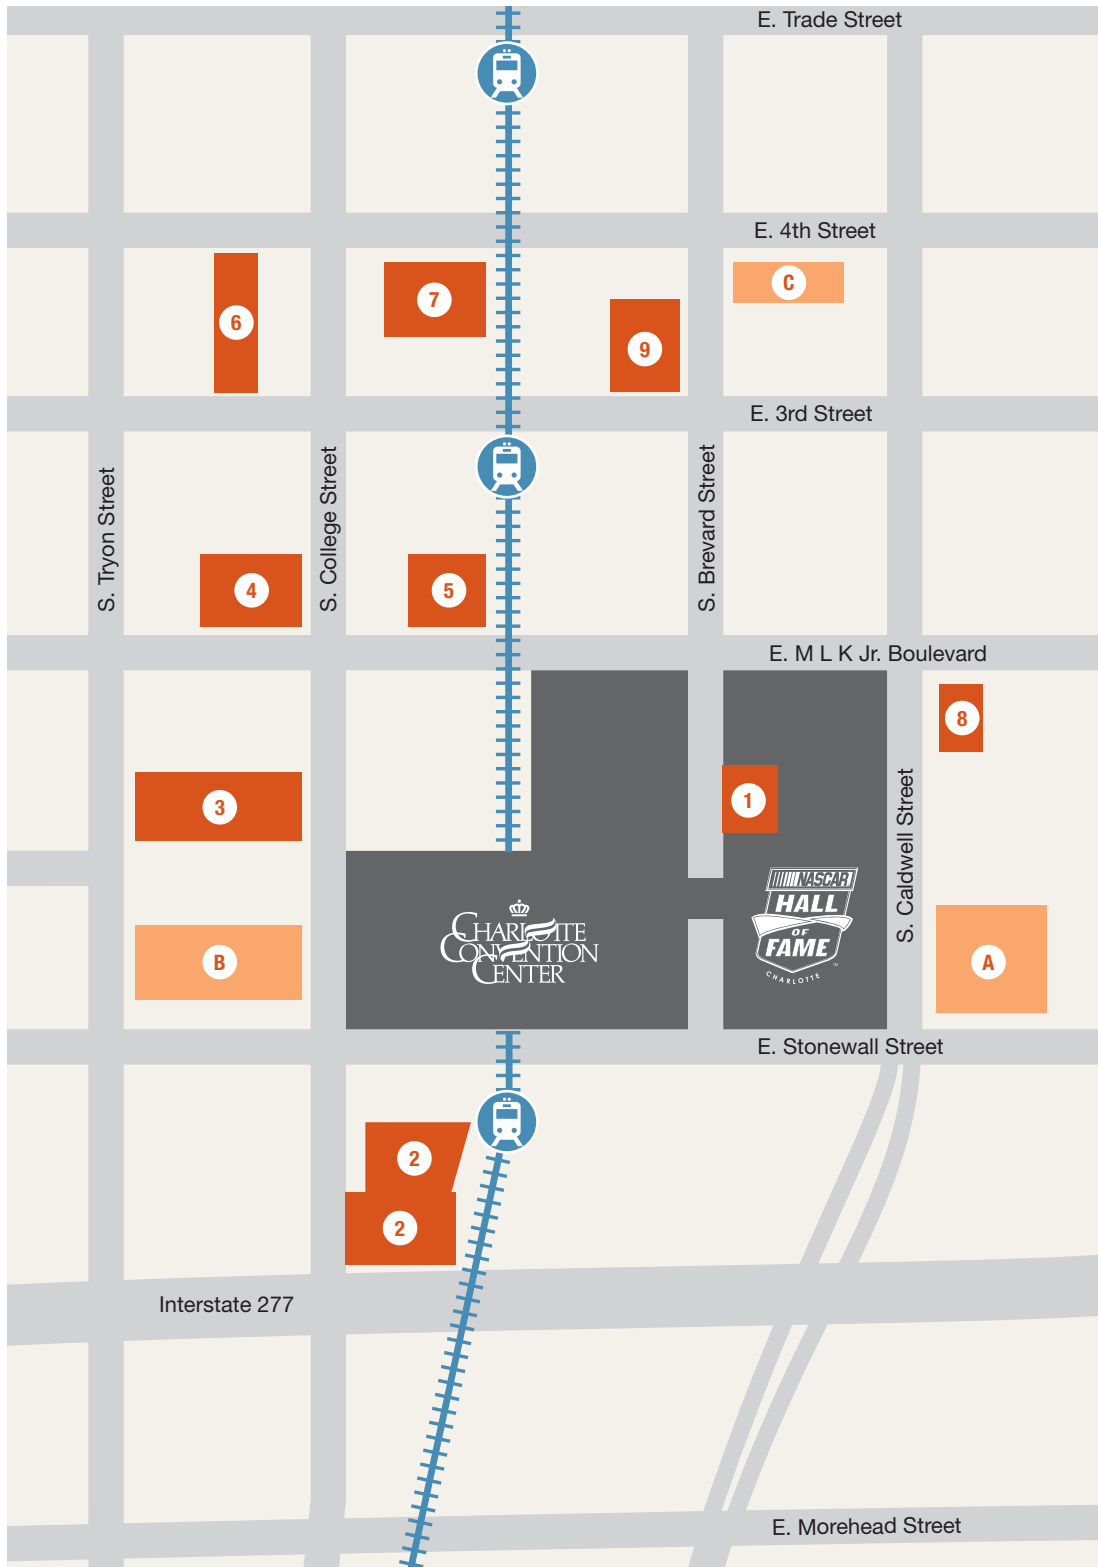 E. Trade Street
E. 4th Street
C
6
7
9
E. 3rd Street
S. Tryon Street
S. College Street
S. Brevard Street
4
5
E. M L K Jr. Boulevard
8
3
1
S. Caldwell Street
NASCAR
HALL
OF
FAME
™
CHARLOTTE
CHARLOTTE
CONVENTION
CENTER
B
A
E. Stonewall Street
2
2
Interstate 277
E. Morehead Street